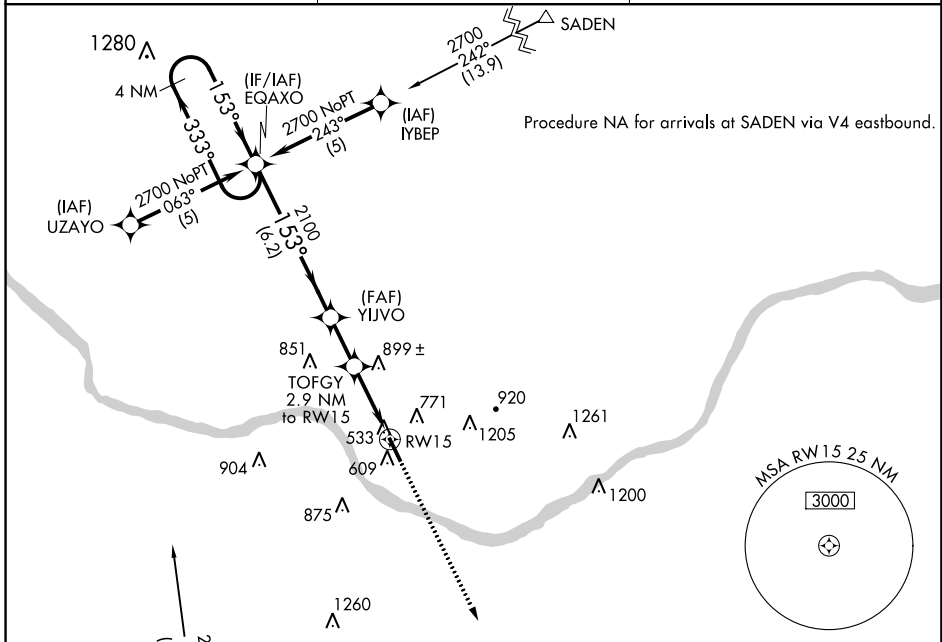 SADEN
2700
242°
(13.9)
1280
4 NM
(IF/IAF)
EQAXO
153°
333°
2700 NoPT
243°
(5)
(IAF)
IYBEP
Procedure NA for arrivals at SADEN via V4 eastbound.
2700 NoPT
063°
(5)
(IAF)
UZAYO
2100
153°
(6.2)
(FAF)
YIJVO
851
899 ±
TOFGY
2.9 NM
to RW15
771
920
533
RW15
1205
1261
904
609
1200
875
MSA RW15 25 NM
3000
1260